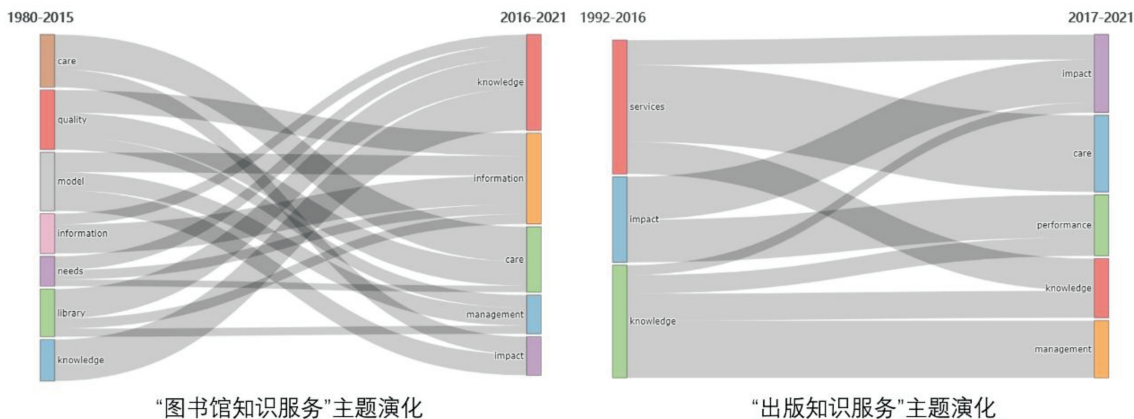 1980-2015
2016-2021
care
quality
model
information
needs
library
knowledge
knowledge
information
care
management
impact
“图书馆知识服务”主题演化
1992-2016
2017-2021
services
impact
knowledge
impact
care
performance
knowledge
management
“出版知识服务”主题演化